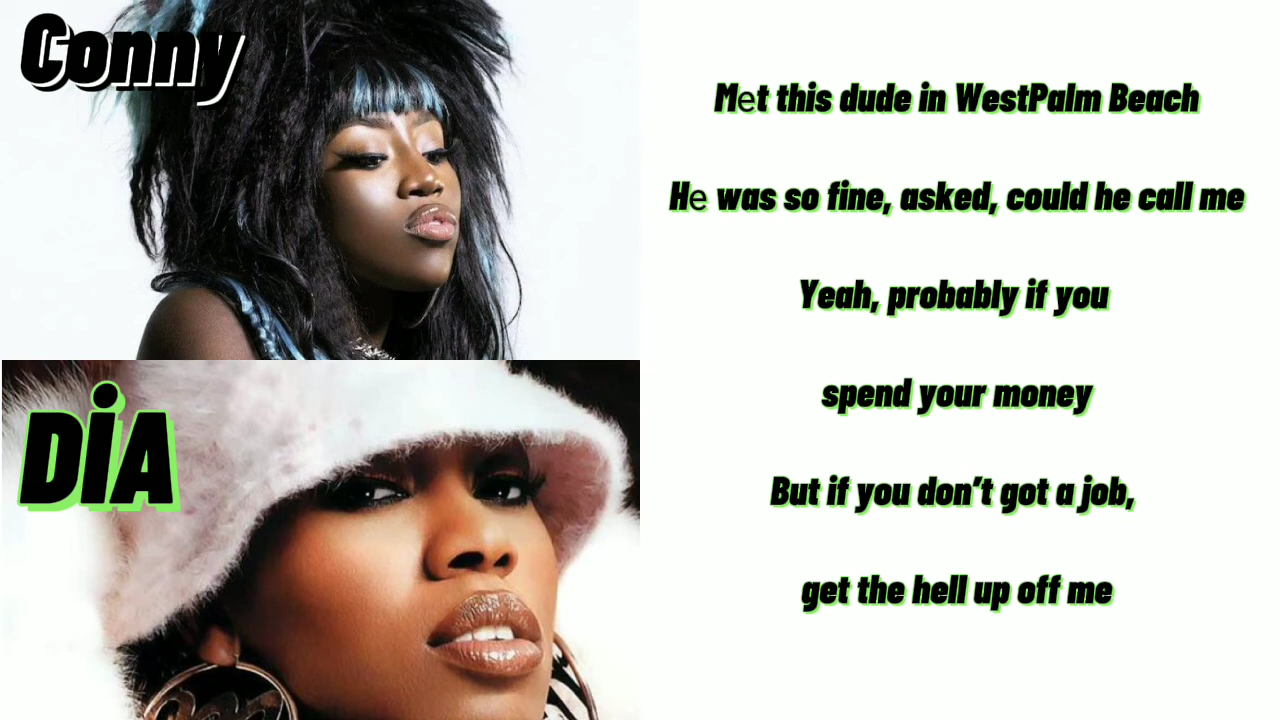 Conny
DiA
Met this dude in WestPalm Beach
He was so fine, asked, could he call me
Yeah, probably if you
spend your money
But if you don’t got a job,
get the hell up off me